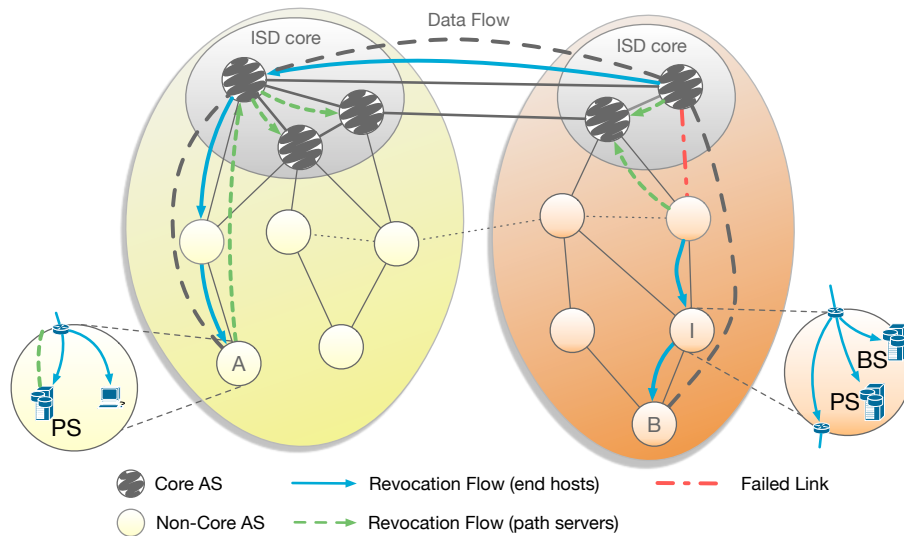 Data Flow
ISD core
ISD core
A
I
B
PS
BS
PS
Core AS
Revocation Flow (end hosts)
Failed Link
Non-Core AS
Revocation Flow (path servers)